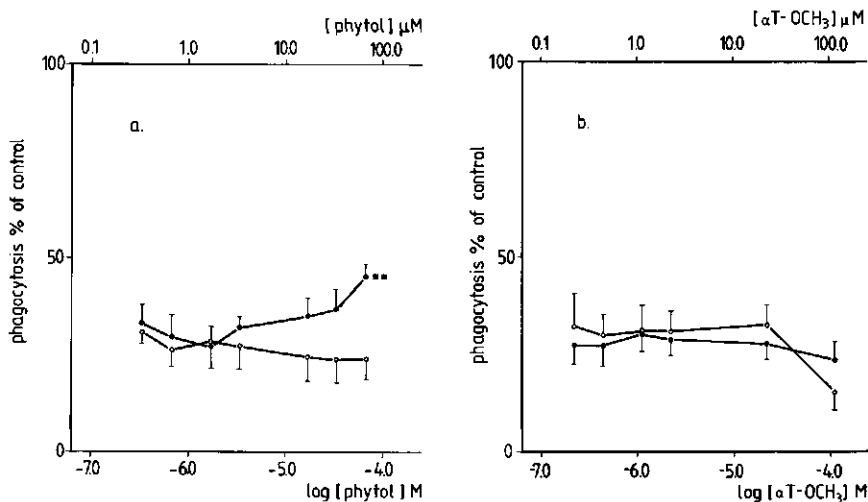 [phytol] μM
0.1 1.0 10.0 100.0
100
a.
phagocytosis % of control
50
■■
0
-7.0 -6.0 -5.0 -4.0
log [phytol] M
[αT-OCH₃] μM
0.1 1.0 10.0 100.0
100
b.
phagocytosis % of control
50
0
-7.0 -6.0 -5.0 -4.0
log [αT-OCH₃] M